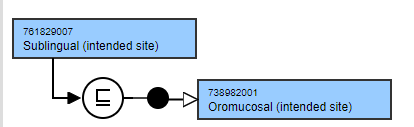 761829007
Sublingual (intended site)
⊑
738982001
Oromucosal (intended site)